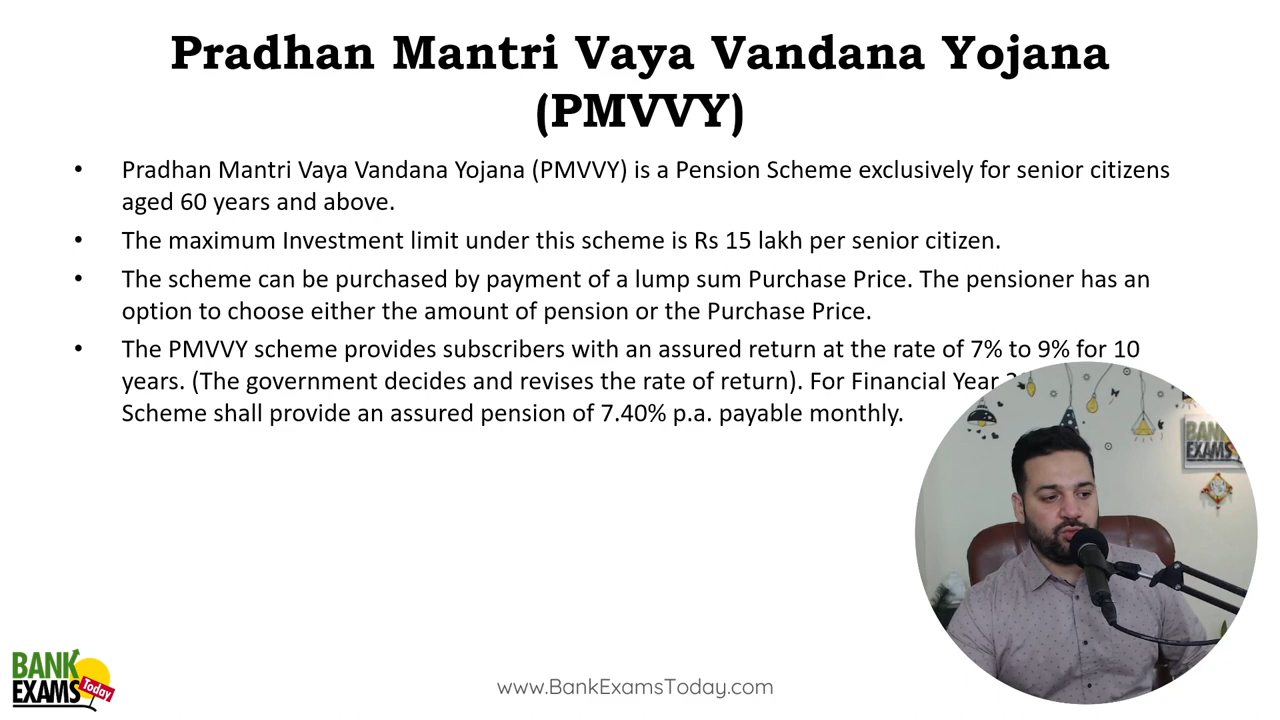 Pradhan Mantri Vaya Vandana Yojana
(PMVVY)
• Pradhan Mantri Vaya Vandana Yojana (PMVVY) is a Pension Scheme exclusively for senior citizens
aged 60 years and above.
• The maximum Investment limit under this scheme is Rs 15 lakh per senior citizen.
• The scheme can be purchased by payment of a lump sum Purchase Price. The pensioner has an
option to choose either the amount of pension or the Purchase Price.
• The PMVVY scheme provides subscribers with an assured return at the rate of 7% to 9% for 10
years. (The government decides and revises the rate of return). For Financial Year
Scheme shall provide an assured pension of 7.40% p.a. payable monthly.
BANK
EXAMS
BANK
EXAMS
Today
www.BankExamsToday.com